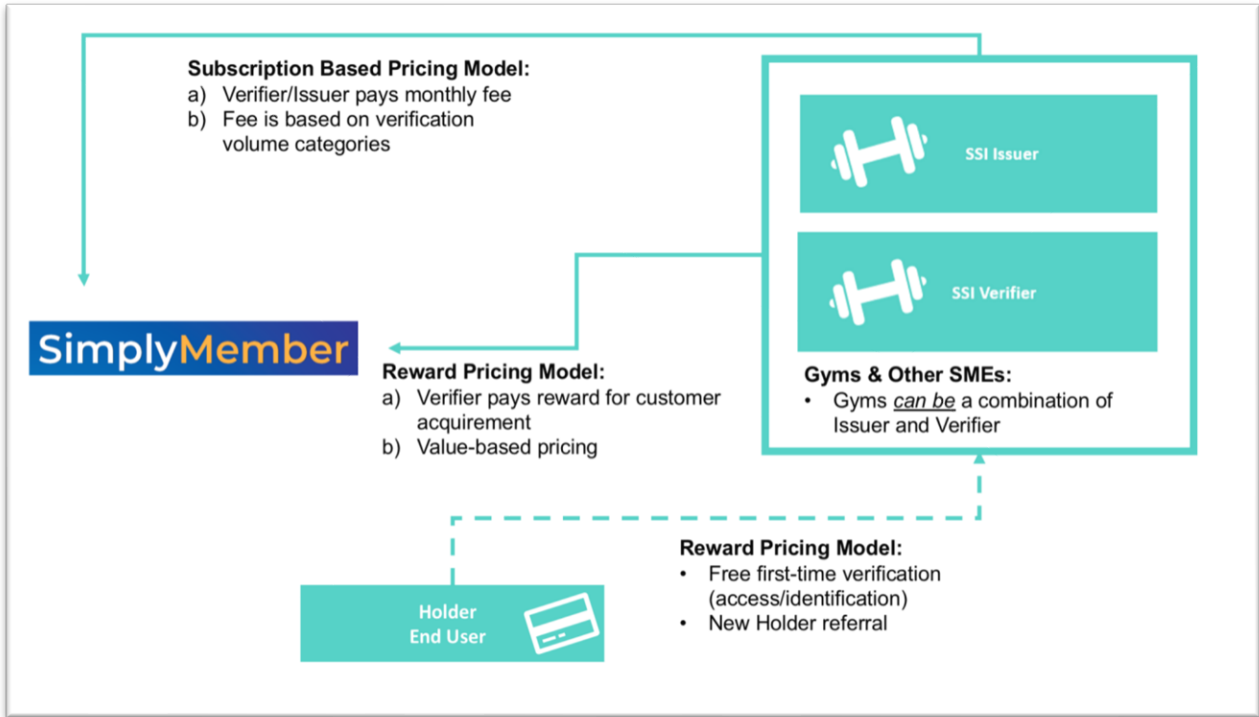 Subscription Based Pricing Model:
a) Verifier/Issuer pays monthly fee
b) Fee is based on verification
volume categories
SSI Issuer
SSI Verifier
SimplyMember
Gyms & Other SMEs:
• Gyms can be a combination of
Issuer and Verifier
Reward Pricing Model:
a) Verifier pays reward for customer
acquirement
b) Value-based pricing
Reward Pricing Model:
• Free first-time verification
(access/identification)
• New Holder referral
Holder
End User